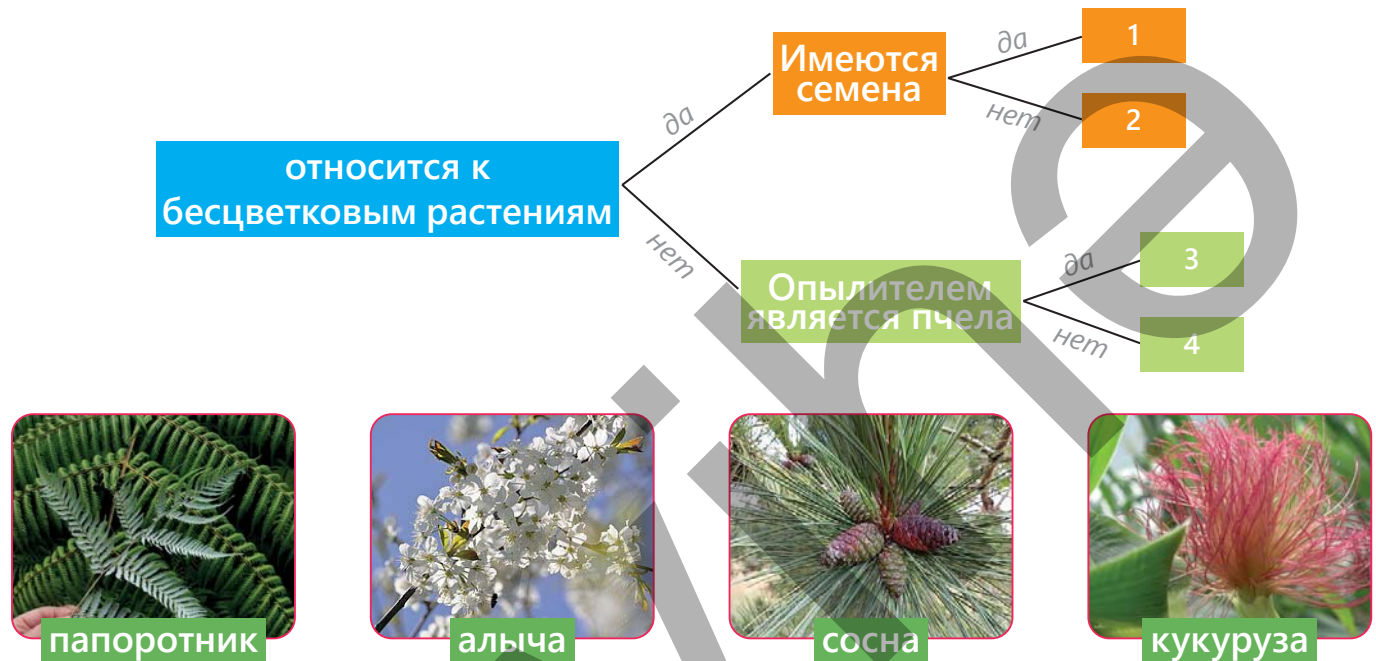 да
1
Имеются
семена
нет
2
да
относится к
бесцветковым растениям
нет
да
3
Опылителем
является пчела
нет
4
папоротник
алыча
сосна
кукуруза